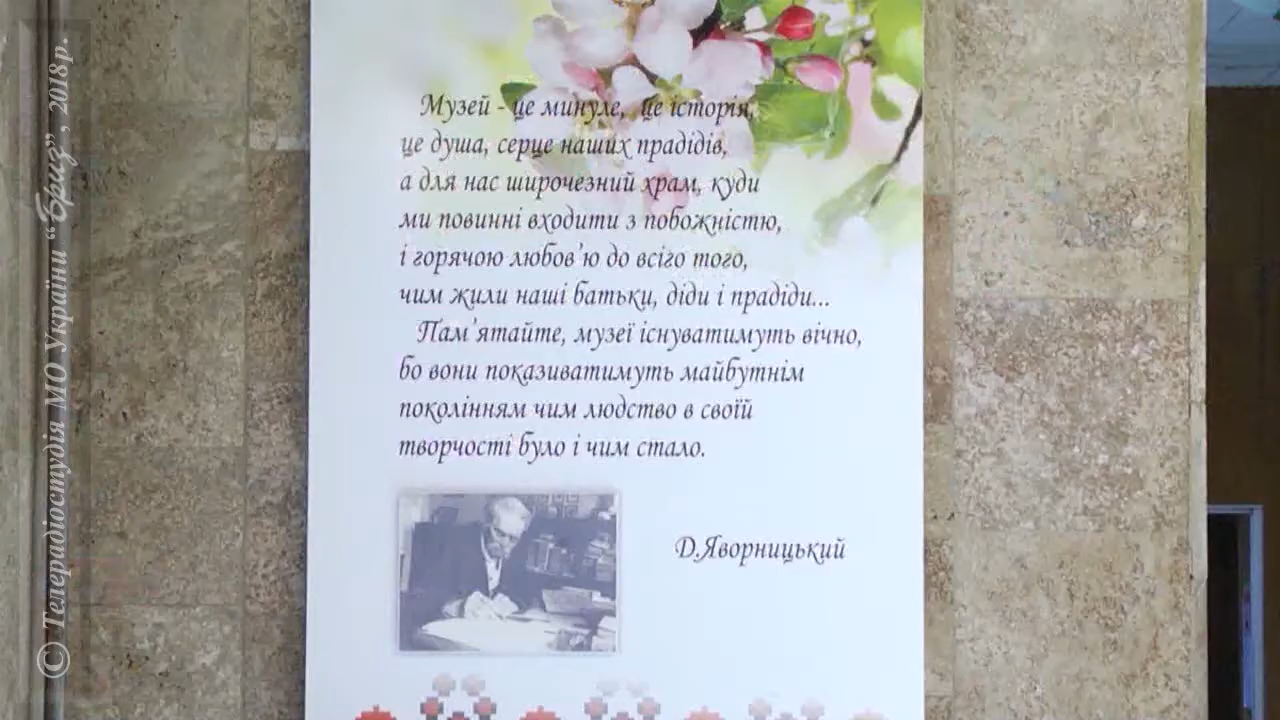 Музей - це минуле, це історія,
це душа, серце наших прадідів,
а для нас широчезний храм, куди
ми повинні входити з побожністю,
і горячою любов'ю до всіго того,
чим жили наші батьки, діди і прадіди...
Пам'ятайте, музеї існуватимуть вічно,
бо вони показиватимуть майбутнім
поколінням чим людство в своїй
творчості було і чим стало.
Д.Яворницький
© Телерадіостудія МО України “Бриз”, 2018р.